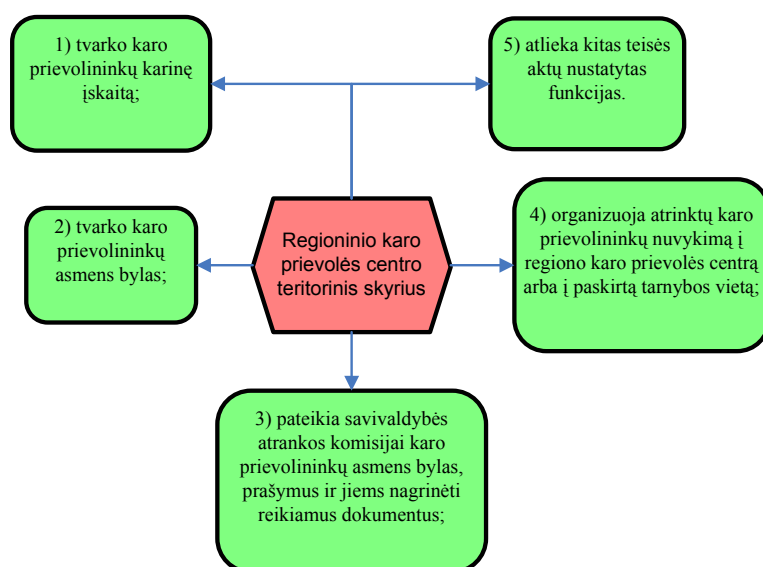 1) tvarko karo
prievolininkų karinę
įskaitą;
5) atlieka kitas teisės
aktų nustatytas
funkcijas.
2) tvarko karo
prievolininkų
asmens bylas;
Regioninio karo
prievolės centro
teritorinis skyrius
4) organizuoja atrinktų karo
prievolininkų nuvykimą į
regiono karo prievolės centrą
arba į paskirtą tarnybos vietą;
3) pateikia savivaldybės
atrankos komisijai karo
prievolininkų asmens bylas,
prašymus ir jiems nagrinėti
reikiamus dokumentus;